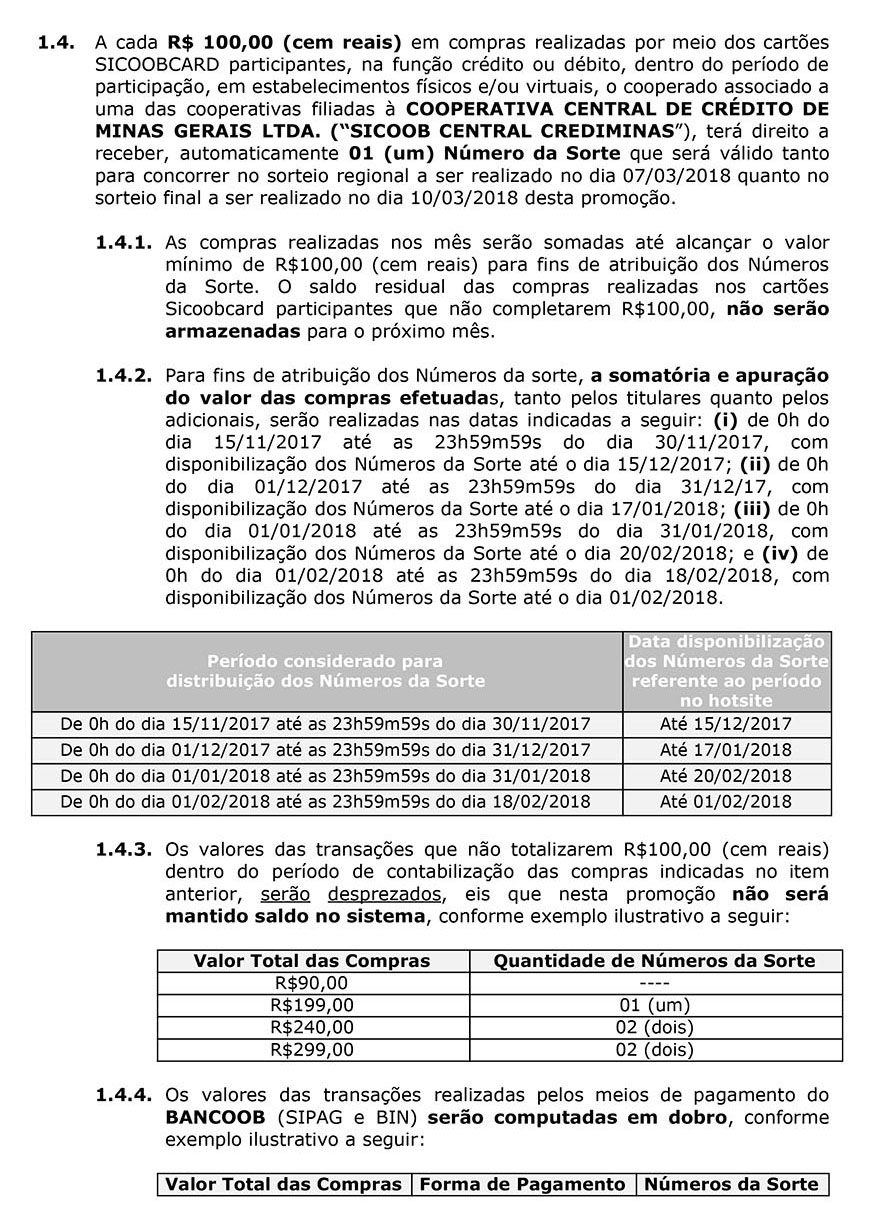 1.4. A cada R$ 100,00 (cem reais) em compras realizadas por meio dos cartões
SICOOBCARD participantes, na função crédito ou débito, dentro do período de
participação, em estabelecimentos físicos e/ou virtuais, o cooperado associado a
uma das cooperativas filiadas à COOPERATIVA CENTRAL DE CRÉDITO DE
MINAS GERAIS LTDA. ("SICOOB CENTRAL CREDIMINAS"), terá direito a
receber, automaticamente 01 (um) Número da Sorte que será válido tanto
para concorrer no sorteio regional a ser realizado no dia 07/03/2018 quanto no
sorteio final a ser realizado no dia 10/03/2018 desta promoção.
1.4.1. As compras realizadas nos mês serão somadas até alcançar o valor
mínimo de R$100,00 (cem reais) para fins de atribuição dos Números
da Sorte. O saldo residual das compras realizadas nos cartões
Sicoobcard participantes que não completarem R$100,00, não serão
armazenadas para o próximo mês.
1.4.2. Para fins de atribuição dos Números da sorte, a somatória e apuração
do valor das compras efetuadas, tanto pelos titulares quanto pelos
adicionais, serão realizadas nas datas indicadas a seguir: (i) de 0h do
dia 15/11/2017 até as 23h59m59s do dia 30/11/2017, com
disponibilização dos Números da Sorte até o dia 15/12/2017; (ii) de 0h
do dia 01/12/2017 até as 23h59m59s do dia 31/12/17, com
disponibilização dos Números da Sorte até o dia 17/01/2018; (iii) de 0h
do dia 01/01/2018 até as 23h59m59s do dia 31/01/2018, com
disponibilização dos Números da Sorte até o dia 20/02/2018; e (iv) de
0h do dia 01/02/2018 até as 23h59m59s do dia 18/02/2018, com
disponibilização dos Números da Sorte até o dia 01/02/2018.
Período considerado para
distribuição dos Números da Sorte
Data disponibilização
dos Números da Sorte
referente ao período
no hotsite
De 0h do dia 15/11/2017 até as 23h59m59s do dia 30/11/2017 Até 15/12/2017
De 0h do dia 01/12/2017 até as 23h59m59s do dia 31/12/2017 Até 17/01/2018
De 0h do dia 01/01/2018 até as 23h59m59s do dia 31/01/2018 Até 20/02/2018
De 0h do dia 01/02/2018 até as 23h59m59s do dia 18/02/2018 Até 01/02/2018
1.4.3. Os valores das transações que não totalizarem R$100,00 (cem reais)
dentro do período de contabilização das compras indicadas no item
anterior, serão desprezados, eis que nesta promoção não será
mantido saldo no sistema, conforme exemplo ilustrativo a seguir:
Valor Total das Compras Quantidade de Números da Sorte
R$90,00 ----
R$199,00 01 (um)
R$240,00 02 (dois)
R$299,00 02 (dois)
1.4.4. Os valores das transações realizadas pelos meios de pagamento do
BANCOOB (SIPAG e BIN) serão computadas em dobro, conforme
exemplo ilustrativo a seguir:
Valor Total das Compras Forma de Pagamento Números da Sorte